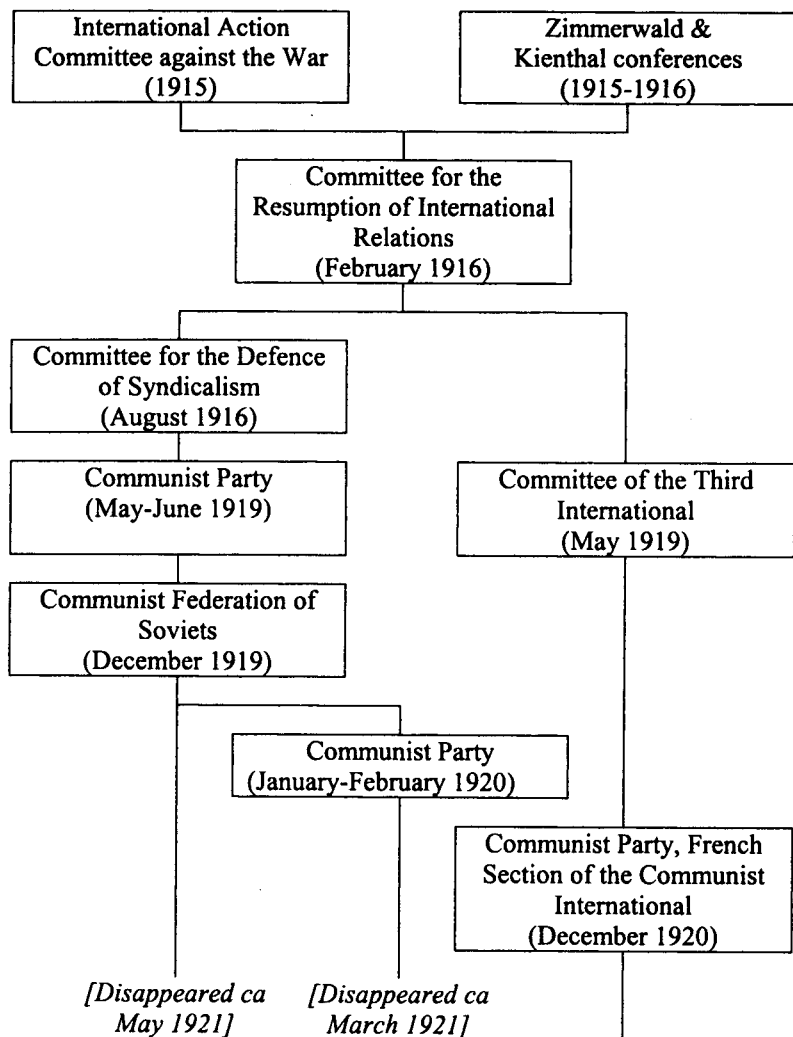 International Action
Committee against the War
(1915)
Zimmerwald &
Kienthal conferences
(1915-1916)
Committee for the
Resumption of International
Relations
(February 1916)
Committee for the Defence
of Syndicalism
(August 1916)
Communist Party
(May-June 1919)
Committee of the Third
International
(May 1919)
Communist Federation of
Soviets
(December 1919)
Communist Party
(January-February 1920)
Communist Party, French
Section of the Communist
International
(December 1920)
[Disappeared ca
May 1921]
[Disappeared ca
March 1921]